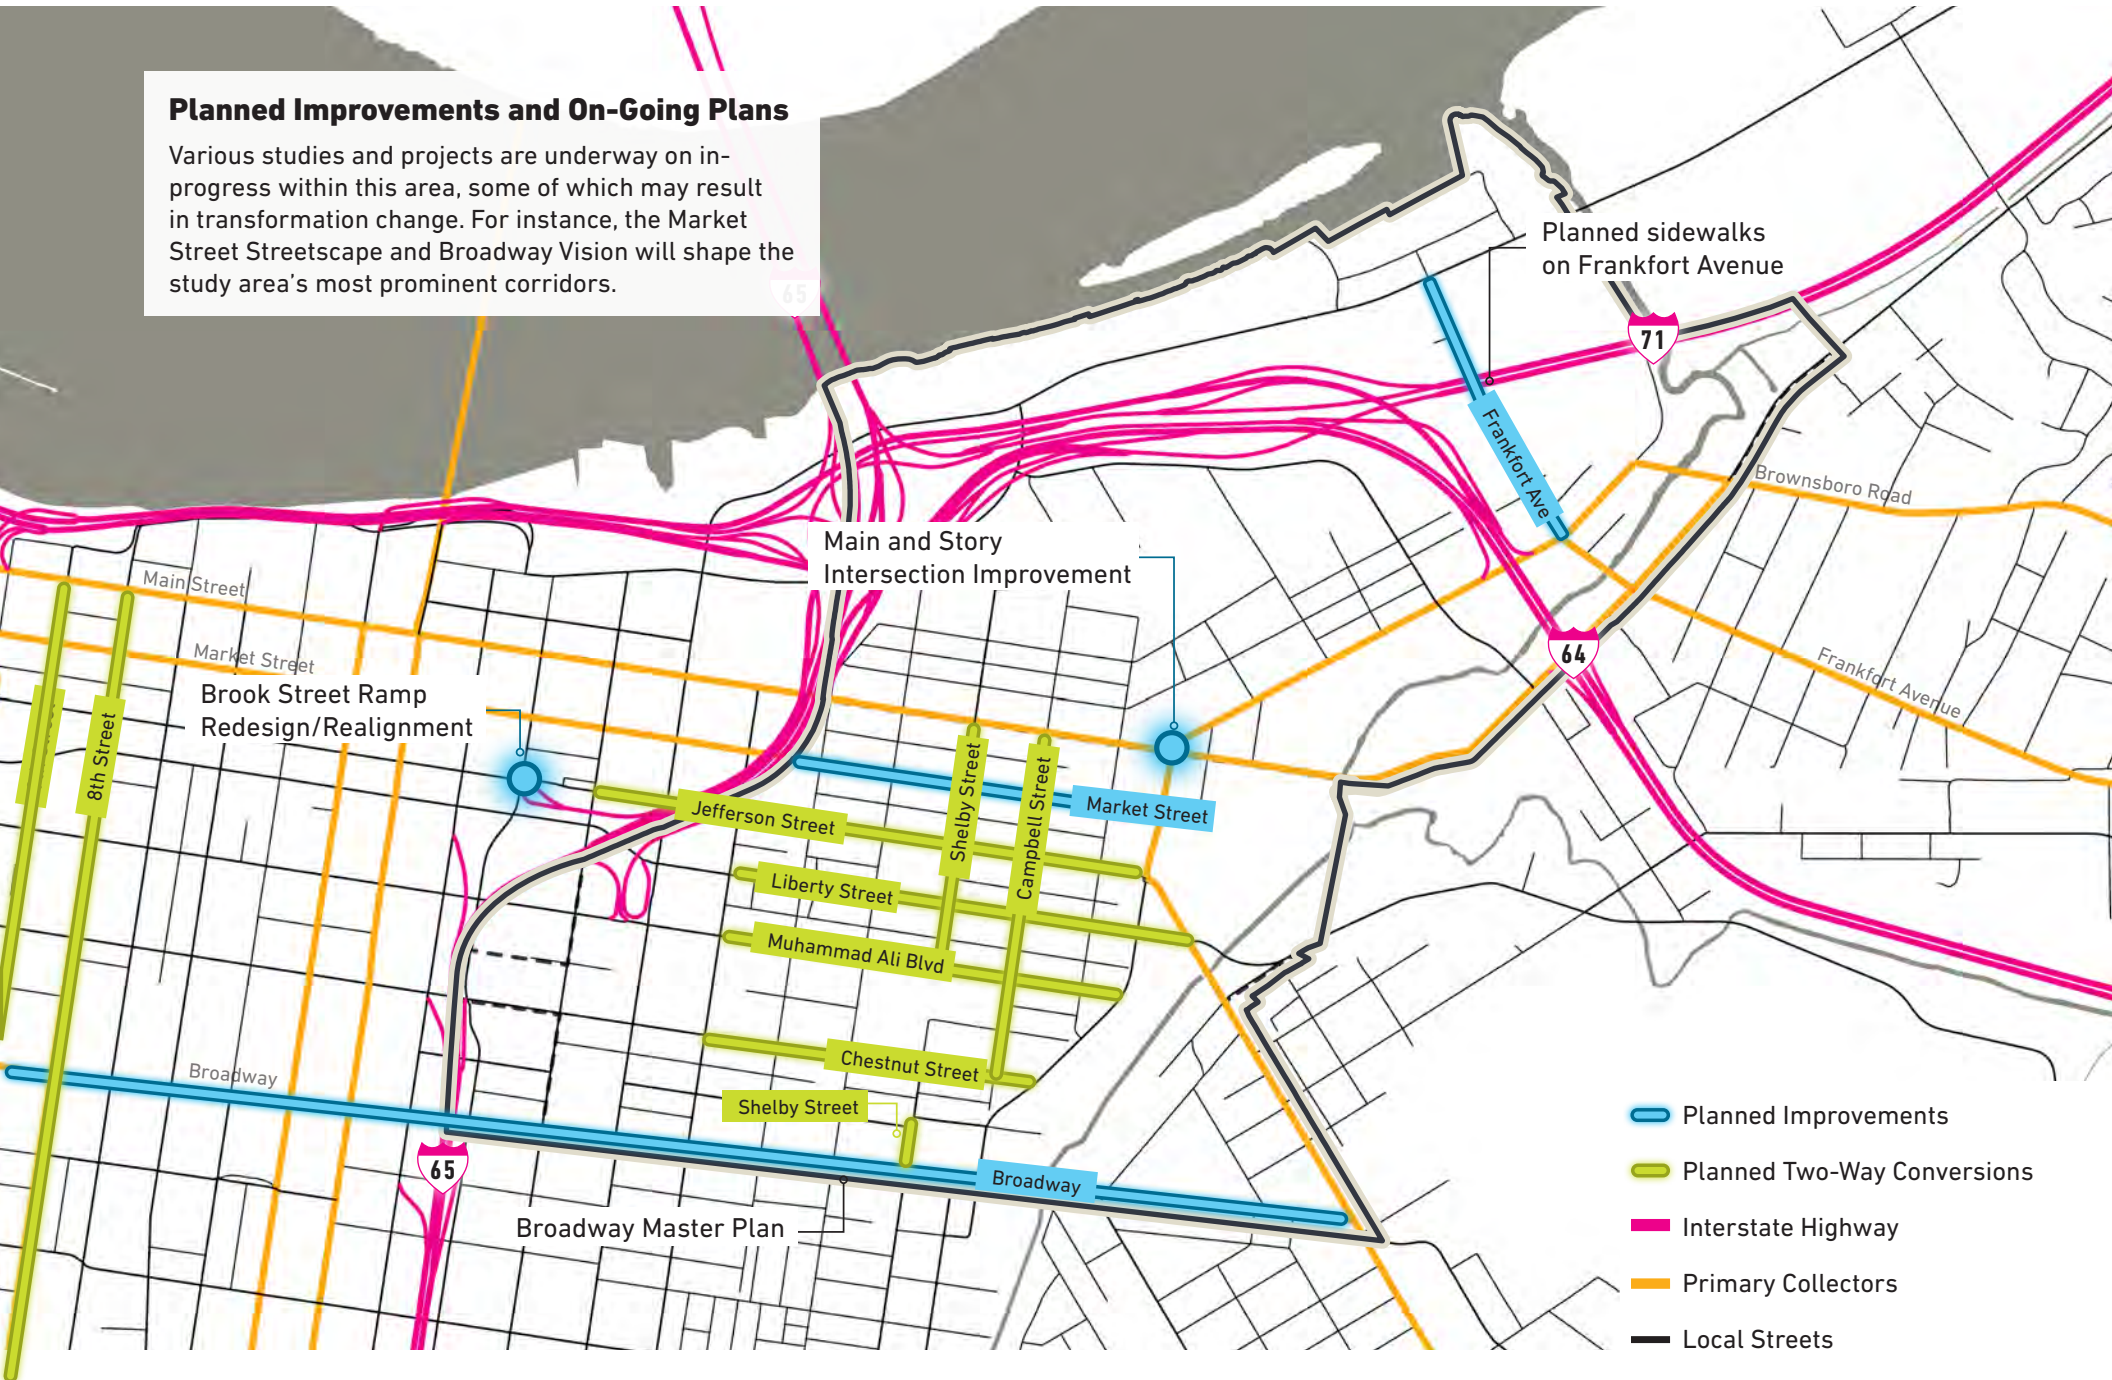 Planned Improvements and On-Going Plans
Various studies and projects are underway on in-
progress within this area, some of which may result
in transformation change. For instance, the Market
Street Streetscape and Broadway Vision will shape the
study area's most prominent corridors.
65
Planned sidewalks
on Frankfort Avenue
71
Frankfort Ave
Brownsboro Road
Main and Story
Intersection Improvement
Main Street
Market Street
64
Frankfort Avenue
Brook Street Ramp
Redesign/Realignment
8th Street
Jefferson Street
Shelby Street
Campbell Street
Market Street
Liberty Street
Muhammad Ali Blvd
Chestnut Street
Broadway
Shelby Street
65
Broadway
Broadway Master Plan
Planned Improvements
Planned Two-Way Conversions
Interstate Highway
Primary Collectors
Local Streets